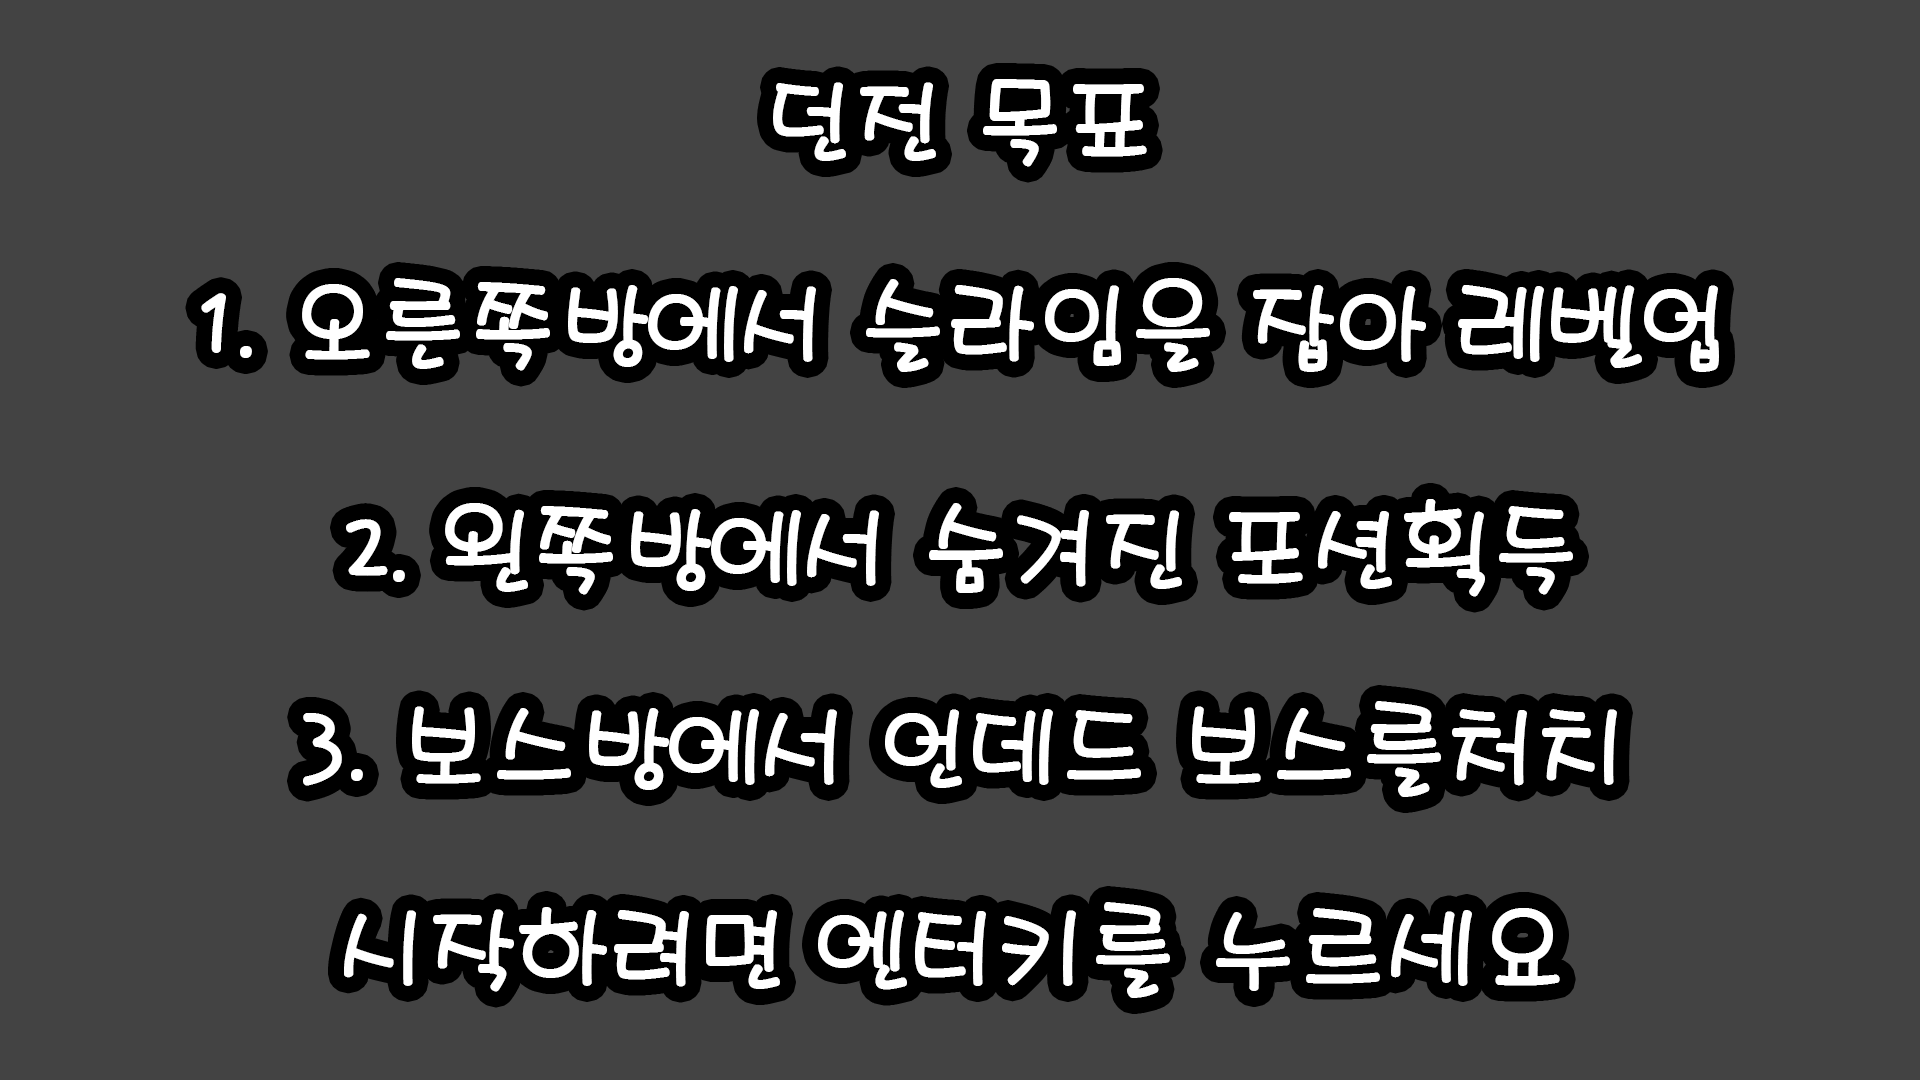 던전 목표
1. 오른쪽방에서 슬라임을 잡아 레벨업
2. 왼쪽방에서 숨겨진 포션획득
3. 보스방에서 언데드 보스를처치
시작하려면 엔터키를 누르세요